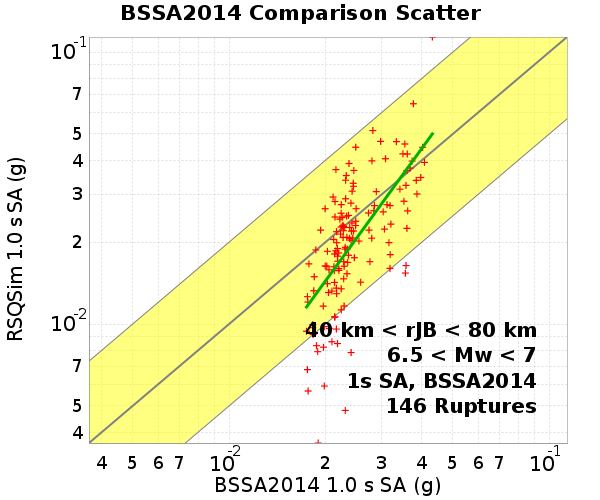 BSSA2014 Comparison Scatter
RSQSim 1.0 s SA (g)
10-1
7
5
4
3
2
10-2
7
5
4
40 km < rJB < 80 km
6.5 < Mw < 7
1s SA, BSSA2014
146 Ruptures
4 5 6 7 10-2 2 3 4 5 6 7 10-1
BSSA2014 1.0 s SA (g)